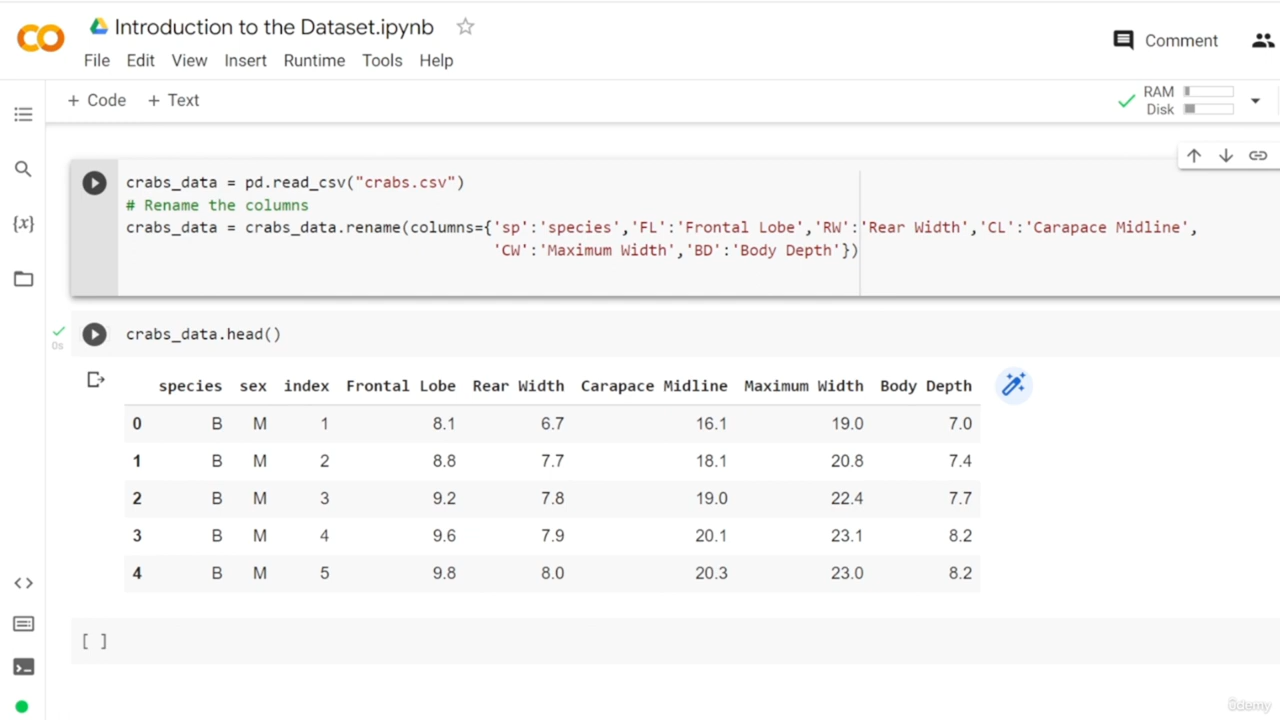 Introduction to the Dataset.ipynb
File Edit View Insert Runtime Tools Help
Comment
+ Code + Text
RAM
Disk
crabs_data = pd.read_csv("crabs.csv")
# Rename the columns
crabs_data = crabs_data.rename(columns={'sp':'species','FL':'Frontal Lobe','RW':'Rear Width','CL':'Carapace Midline',
'CW':'Maximum Width','BD':'Body Depth'})
{x}
0s
crabs_data.head()
species sex index Frontal Lobe Rear Width Carapace Midline Maximum Width Body Depth
0 B M 1 8.1 6.7 16.1 19.0 7.0
1 B M 2 8.8 7.7 18.1 20.8 7.4
2 B M 3 9.2 7.8 19.0 22.4 7.7
3 B M 4 9.6 7.9 20.1 23.1 8.2
4 B M 5 9.8 8.0 20.3 23.0 8.2
[ ]
ûdemy